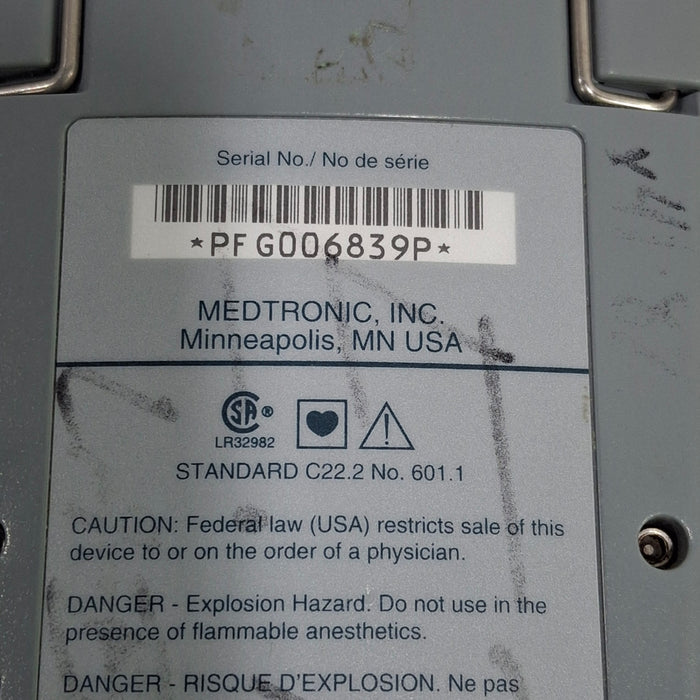 Serial No./ No de série
*PFG006839P*
MEDTRONIC, INC.
Minneapolis, MN USA
SA ®
LR32982
STANDARD C22.2 No. 601.1
CAUTION: Federal law (USA) restricts sale of this
device to or on the order of a physician.
DANGER - Explosion Hazard. Do not use in the
presence of flammable anesthetics.
DANGER - RISQUE D'EXPLOSION. Ne pas